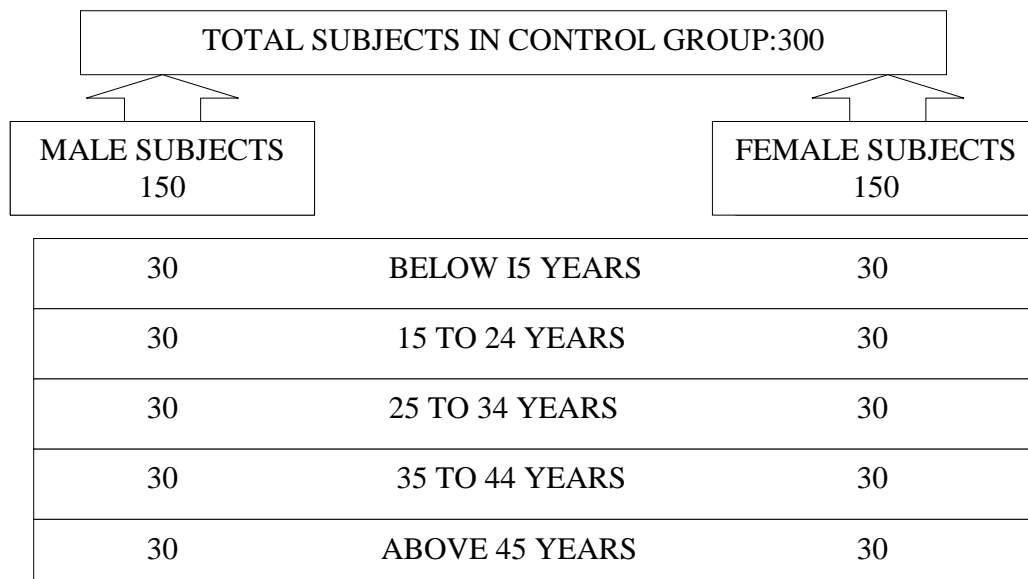 TOTAL SUBJECTS IN CONTROL GROUP:300
MALE SUBJECTS
150
FEMALE SUBJECTS
150
30 BELOW I5 YEARS 30
30 15 TO 24 YEARS 30
30 25 TO 34 YEARS 30
30 35 TO 44 YEARS 30
30 ABOVE 45 YEARS 30